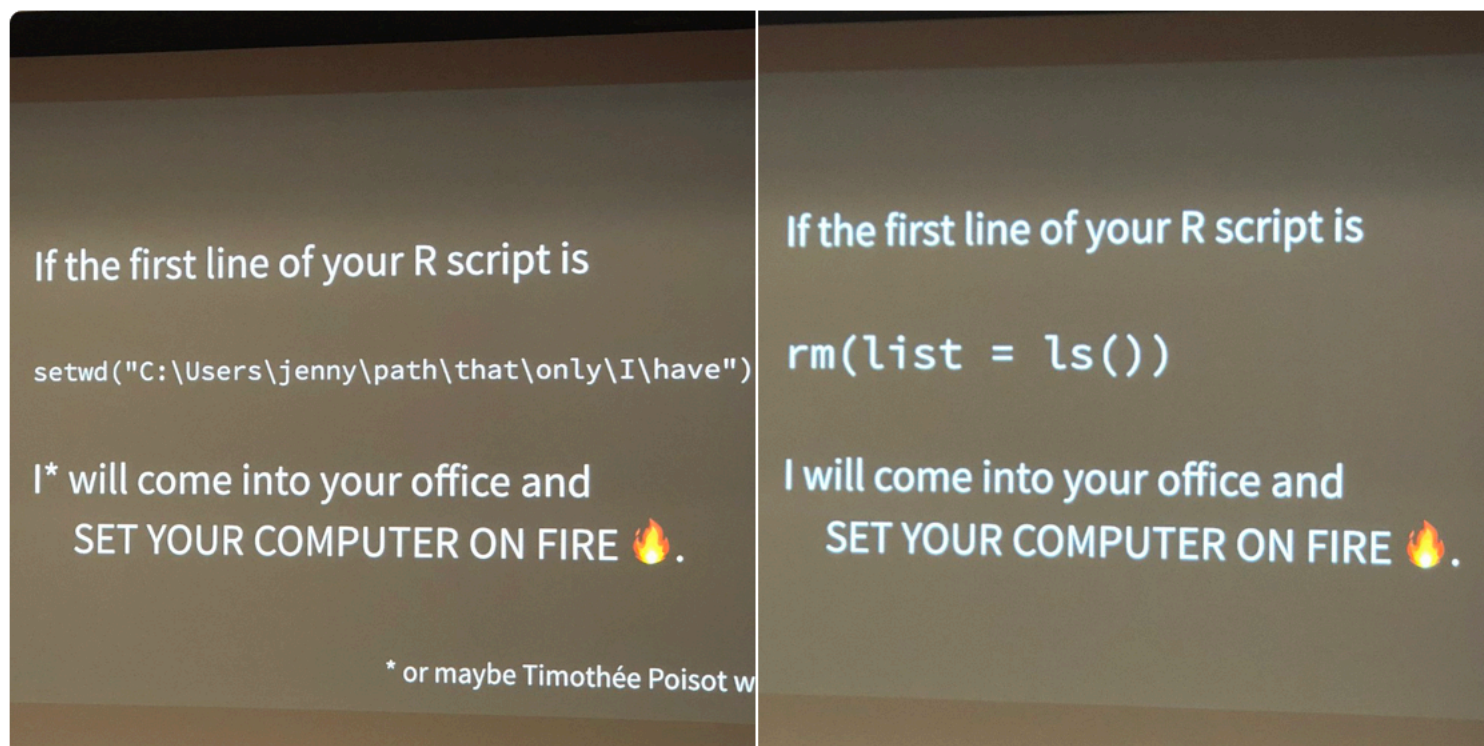 If the first line of your R script is
setwd("C:\Users\jenny\path\that\only\I\have")
I* will come into your office and
SET YOUR COMPUTER ON FIRE 🔥.
* or maybe Timothée Poisot w
If the first line of your R script is
rm(list = ls())
I will come into your office and
SET YOUR COMPUTER ON FIRE 🔥.